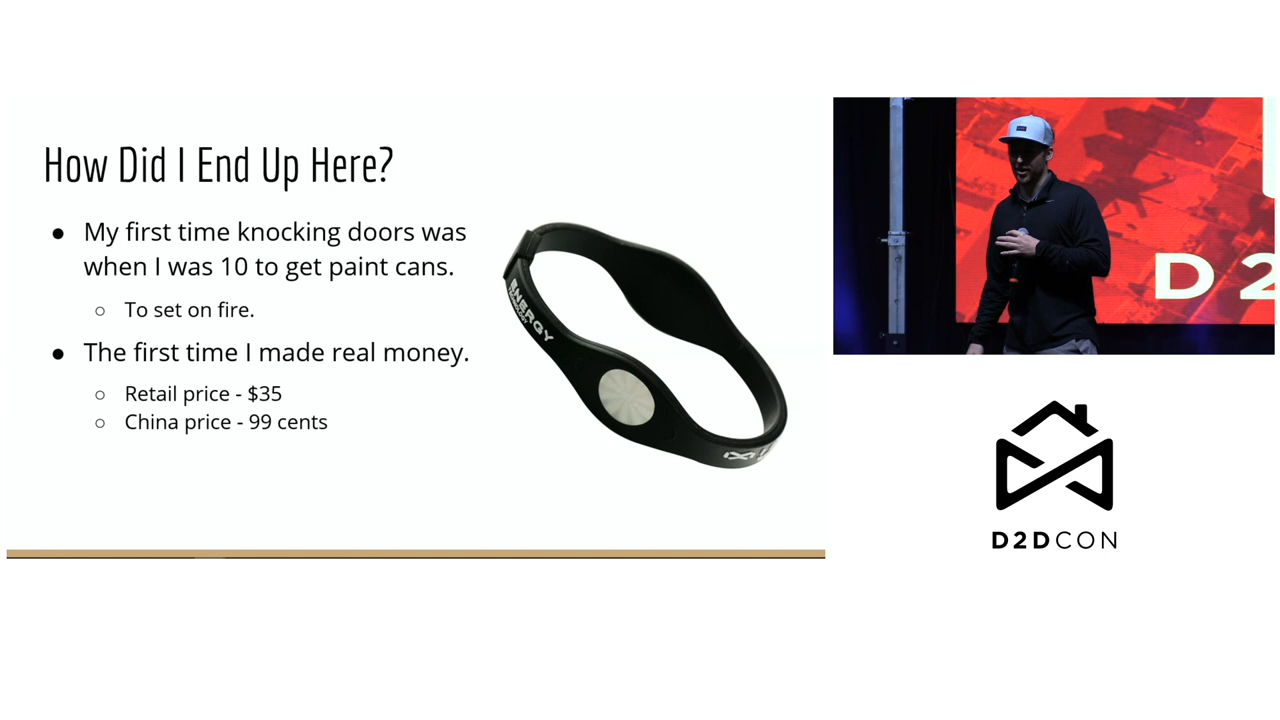 How Did I End Up Here?
● My first time knocking doors was
when I was 10 to get paint cans.
○ To set on fire.
● The first time I made real money.
○ Retail price - $35
○ China price - 99 cents
ENERGY
TECHNOLOGY
D2
D2DCON